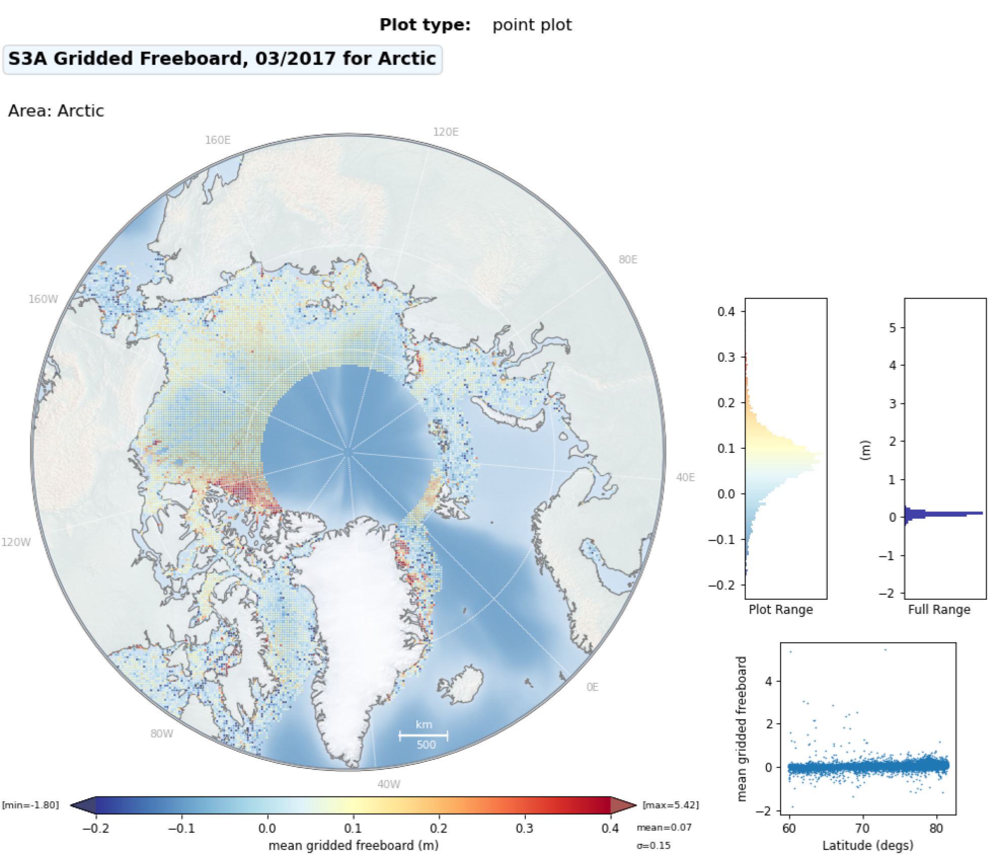 Plot type: point plot
S3A Gridded Freeboard, 03/2017 for Arctic
Area: Arctic
160E
120E
80E
160W
40E
120W
0E
80W
40W
km
500
0.4
0.3
0.2
0.1
0.0
−0.1
−0.2
Plot Range
(m)
5
4
3
2
1
0
−1
−2
Full Range
mean gridded freeboard
4
2
0
−2
60 70 80
Latitude (degs)
[min=-1.80]
[max=5.42]
−0.2 −0.1 0.0 0.1 0.2 0.3 0.4
mean gridded freeboard (m)
mean=0.07
σ=0.15